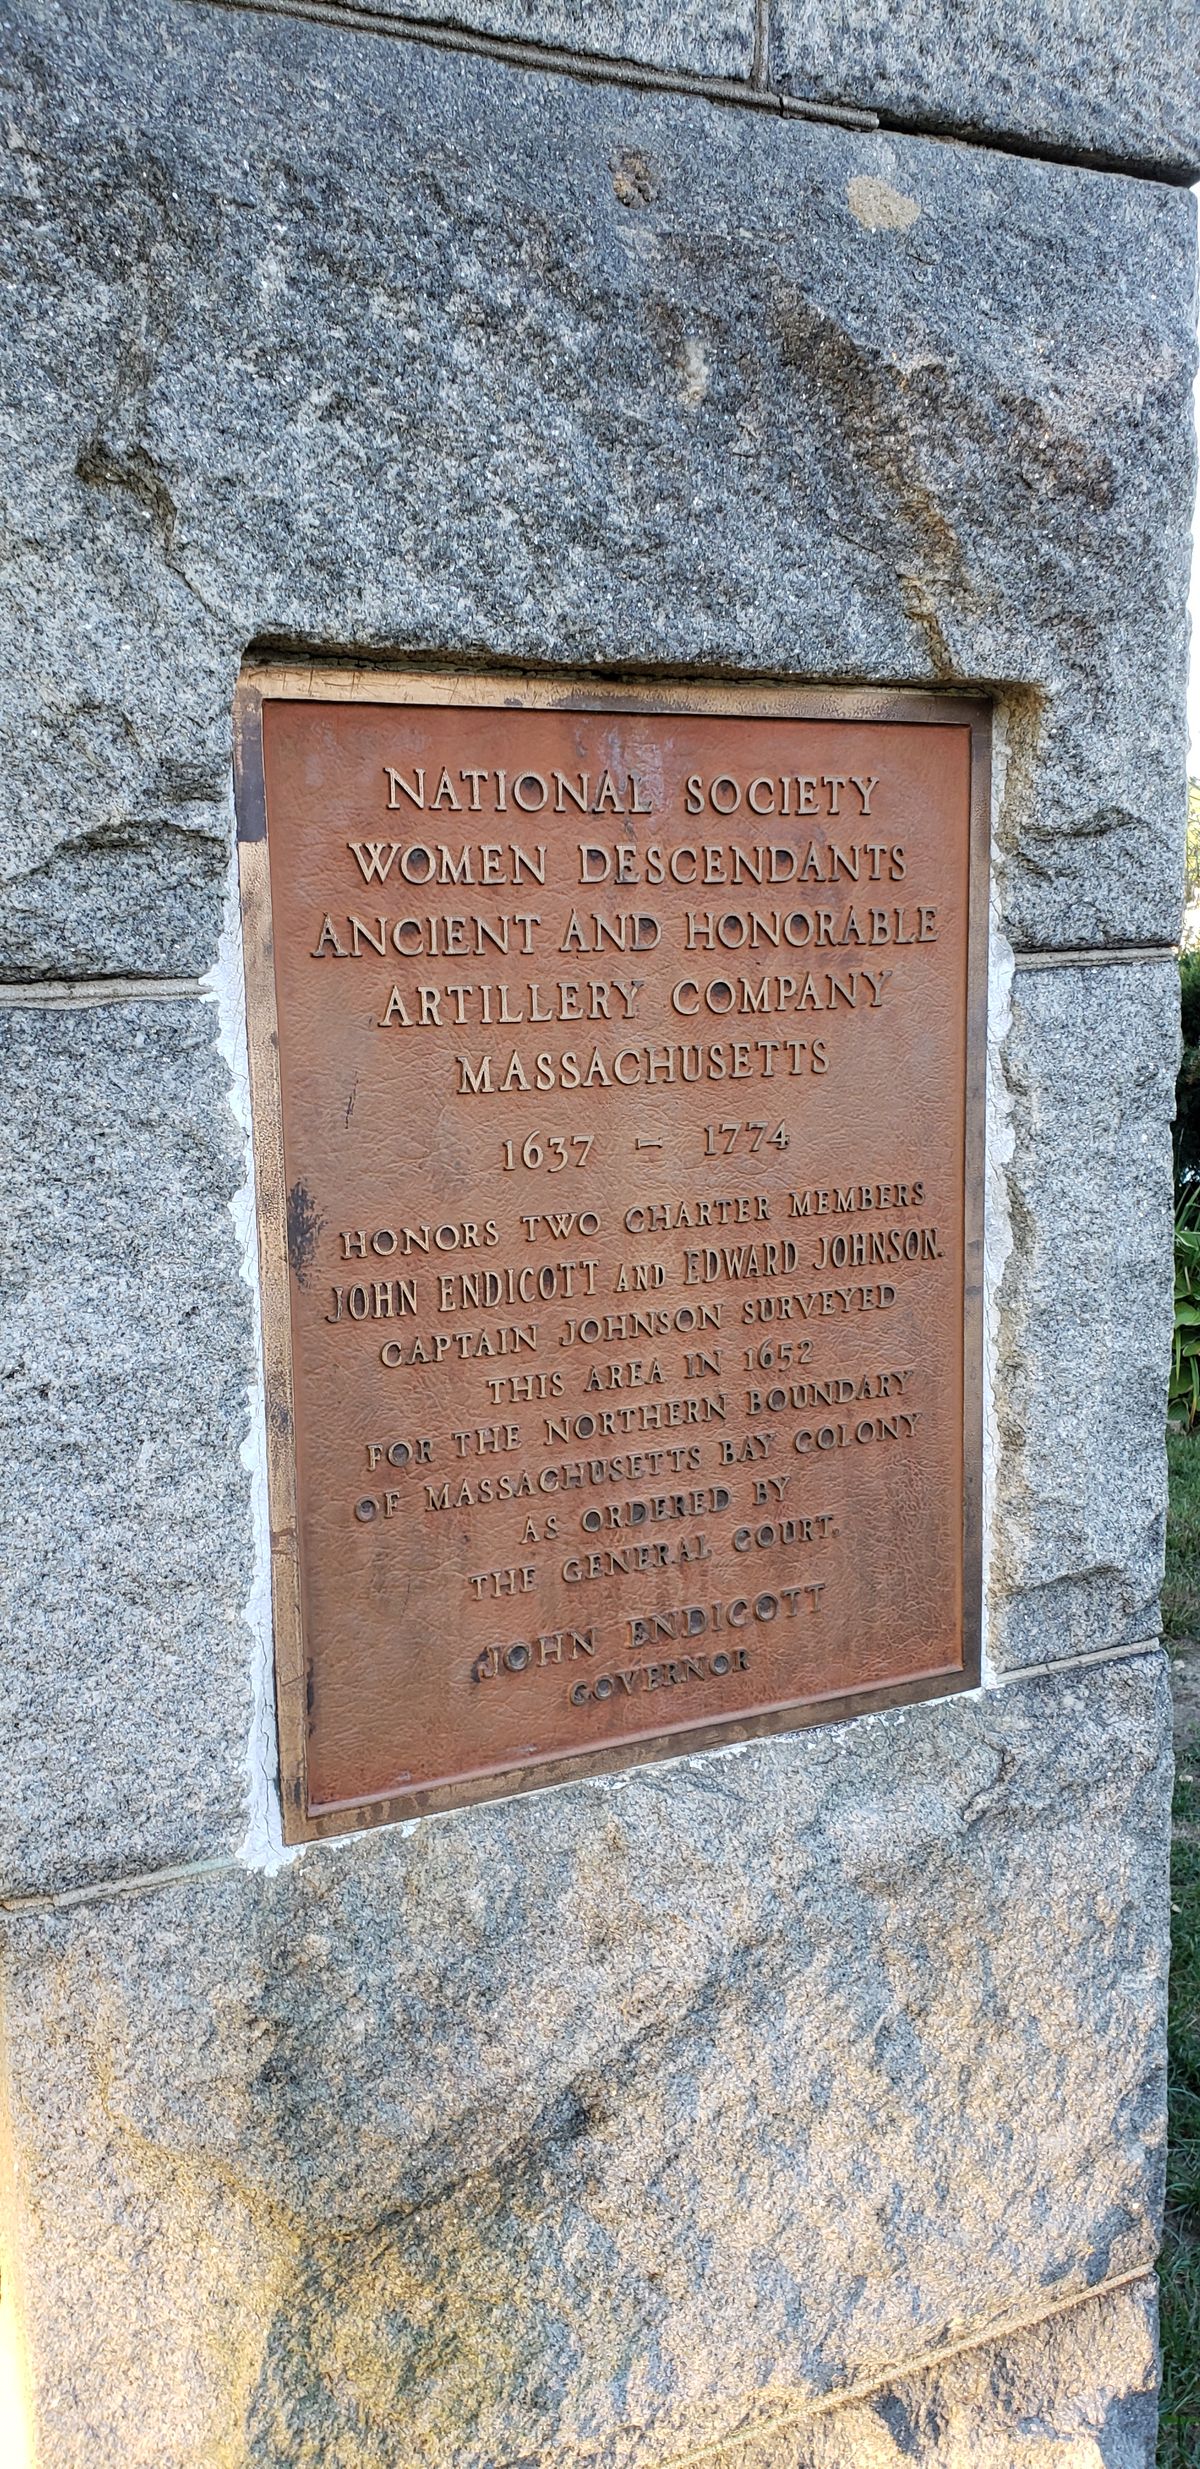 NATIONAL SOCIETY
WOMEN DESCENDANTS
ANCIENT AND HONORABLE
ARTILLERY COMPANY
MASSACHUSETTS
1637 – 1774
HONORS TWO CHARTER MEMBERS
JOHN ENDICOTT AND EDWARD JOHNSON.
CAPTAIN JOHNSON SURVEYED
THIS AREA IN 1652
FOR THE NORTHERN BOUNDARY
OF MASSACHUSETTS BAY COLONY
AS ORDERED BY
THE GENERAL COURT.
JOHN ENDICOTT
GOVERNOR